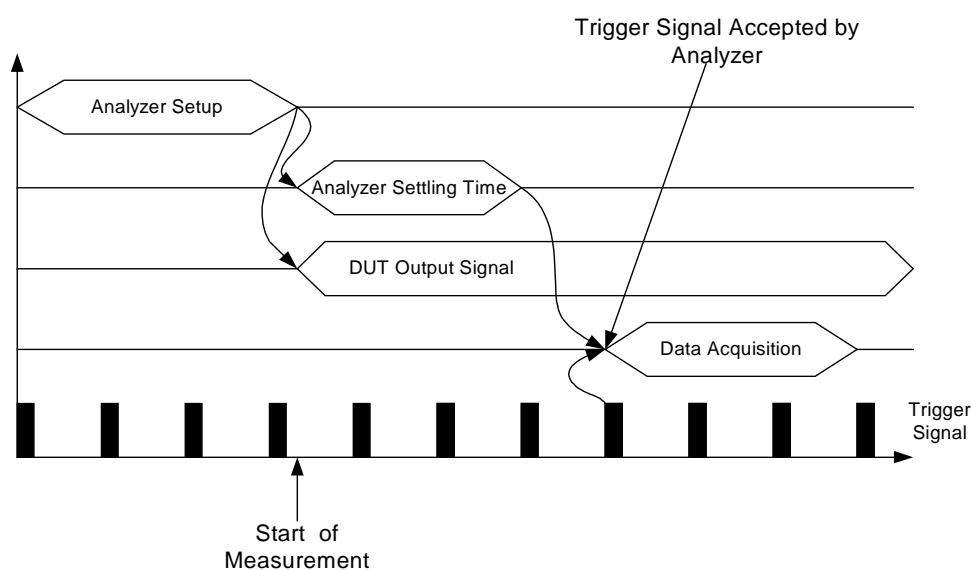 Trigger Signal Accepted by
Analyzer
Analyzer Setup
Analyzer Settling Time
DUT Output Signal
Data Acquisition
Trigger
Signal
Start of
Measurement